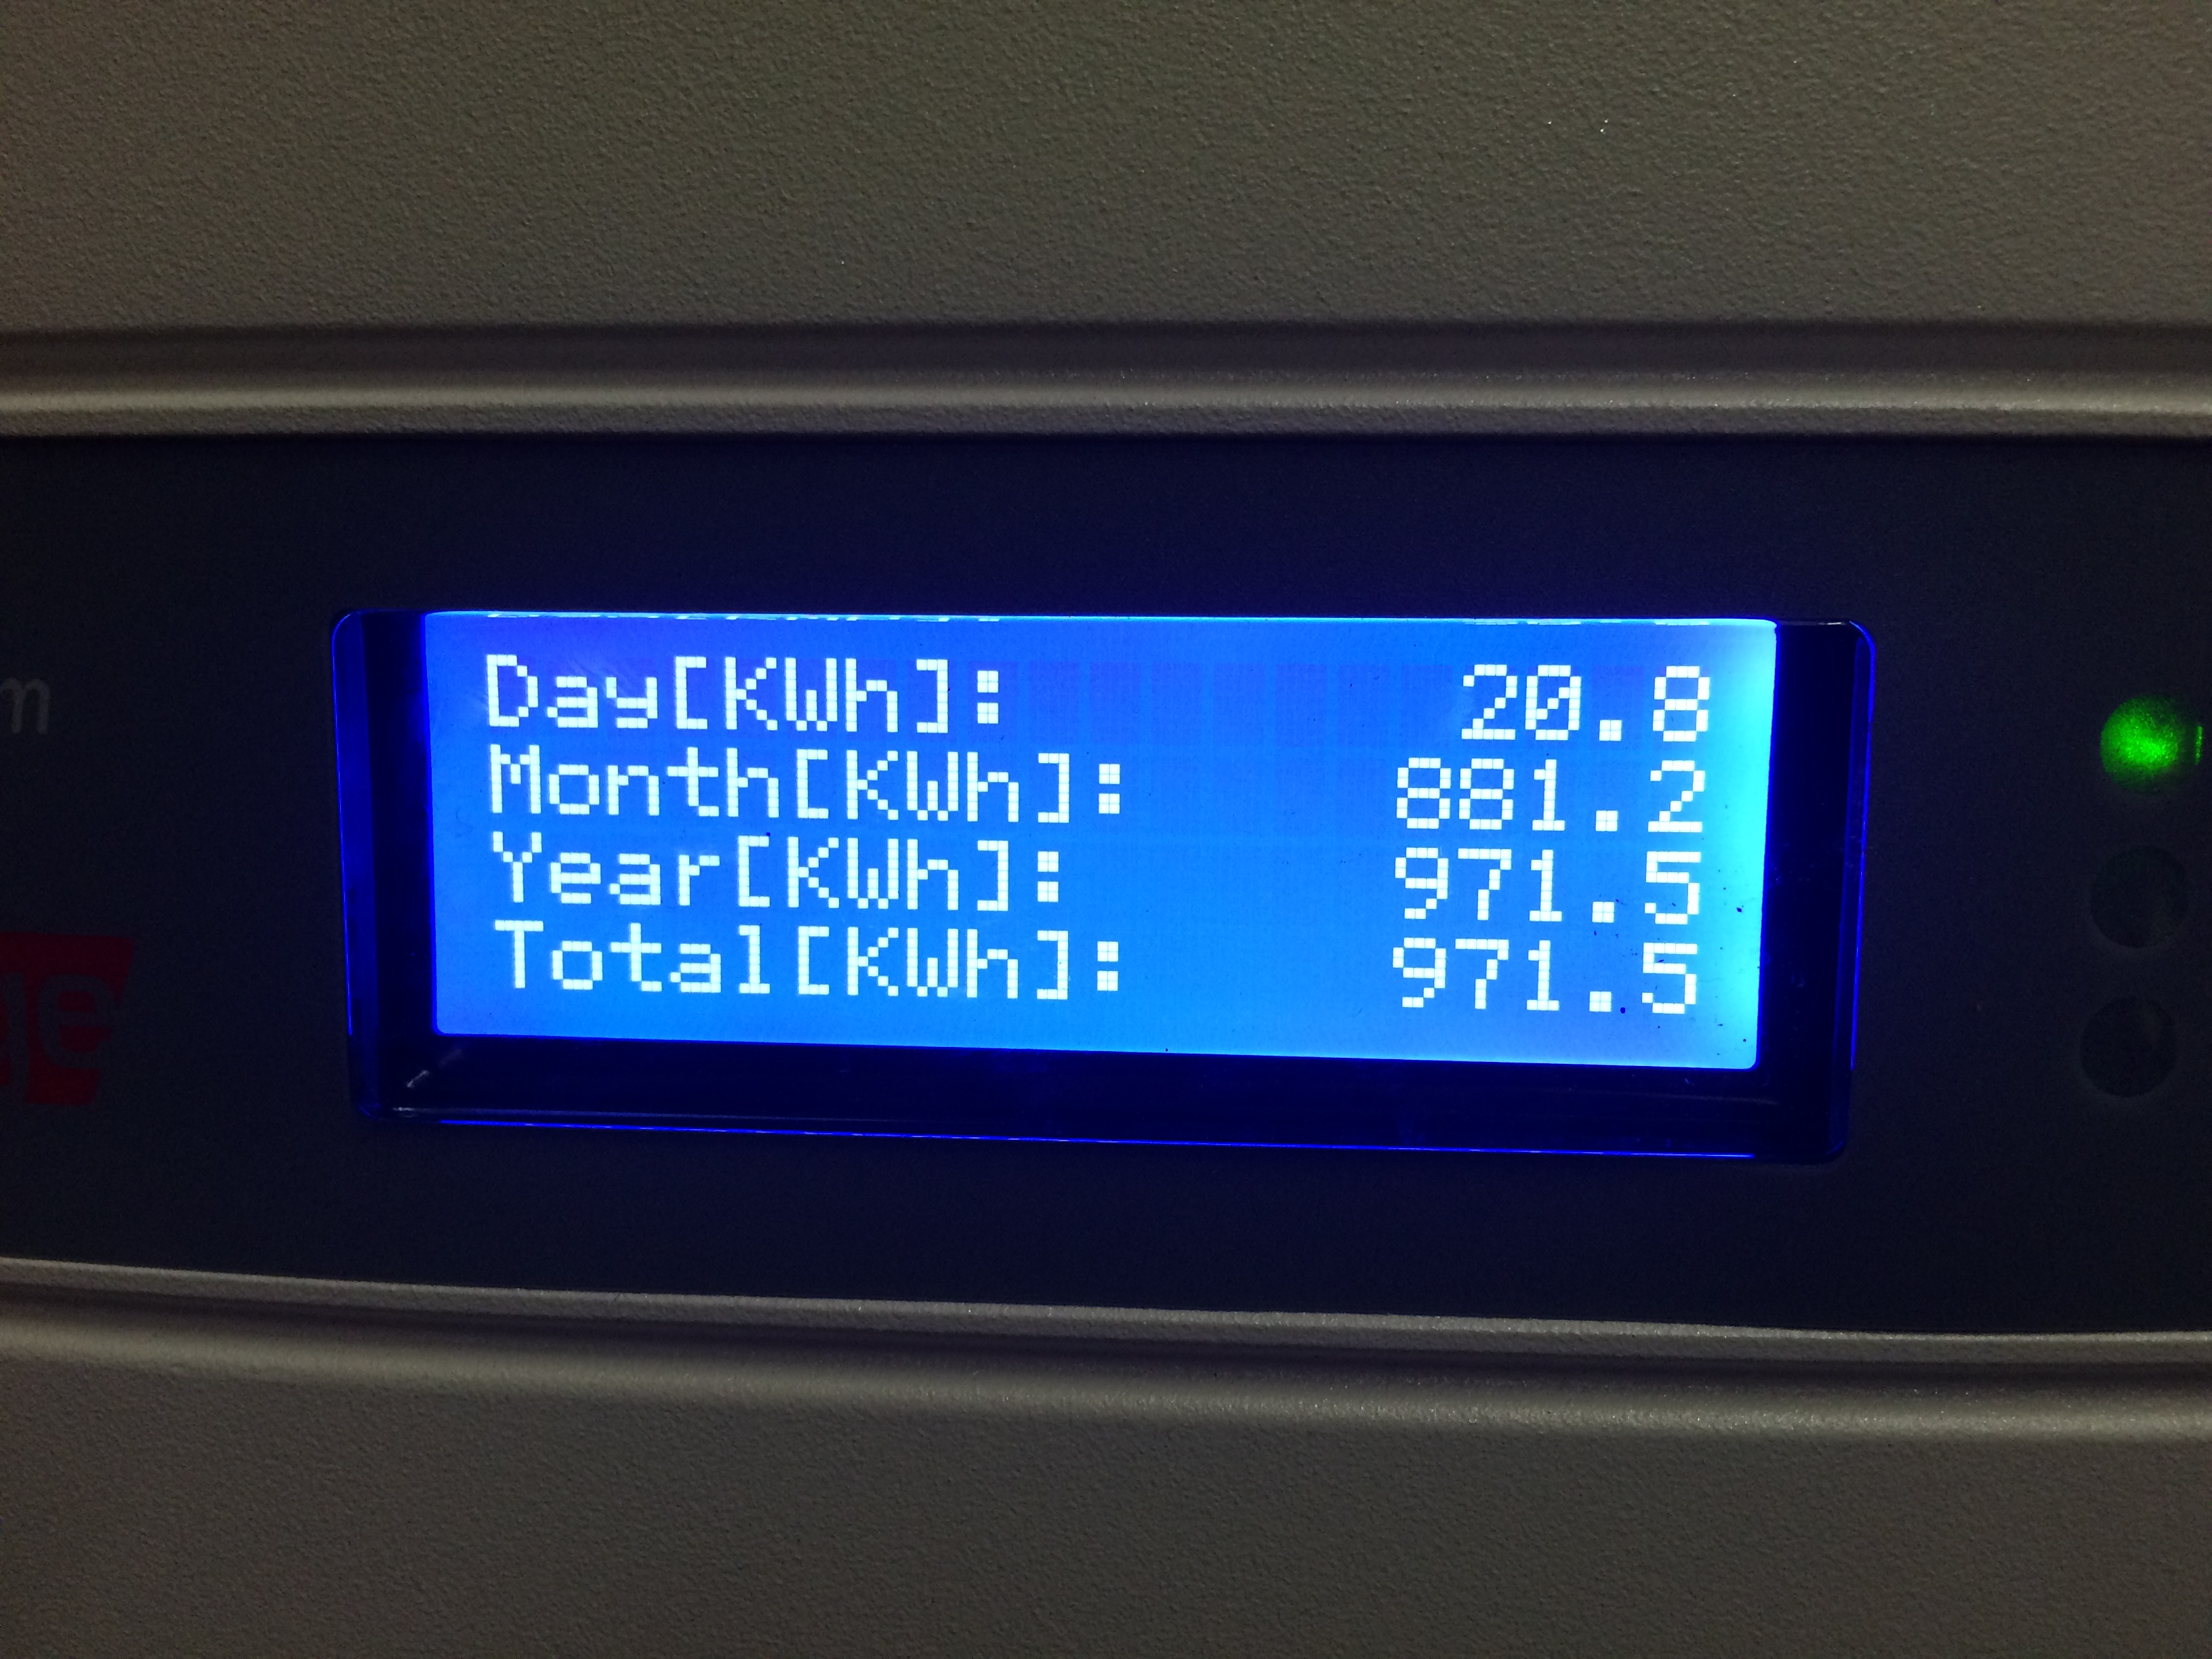 Day[KWh]: 20.8
Month[KWh]: 881.2
Year[KWh]: 971.5
Total[KWh]: 971.5